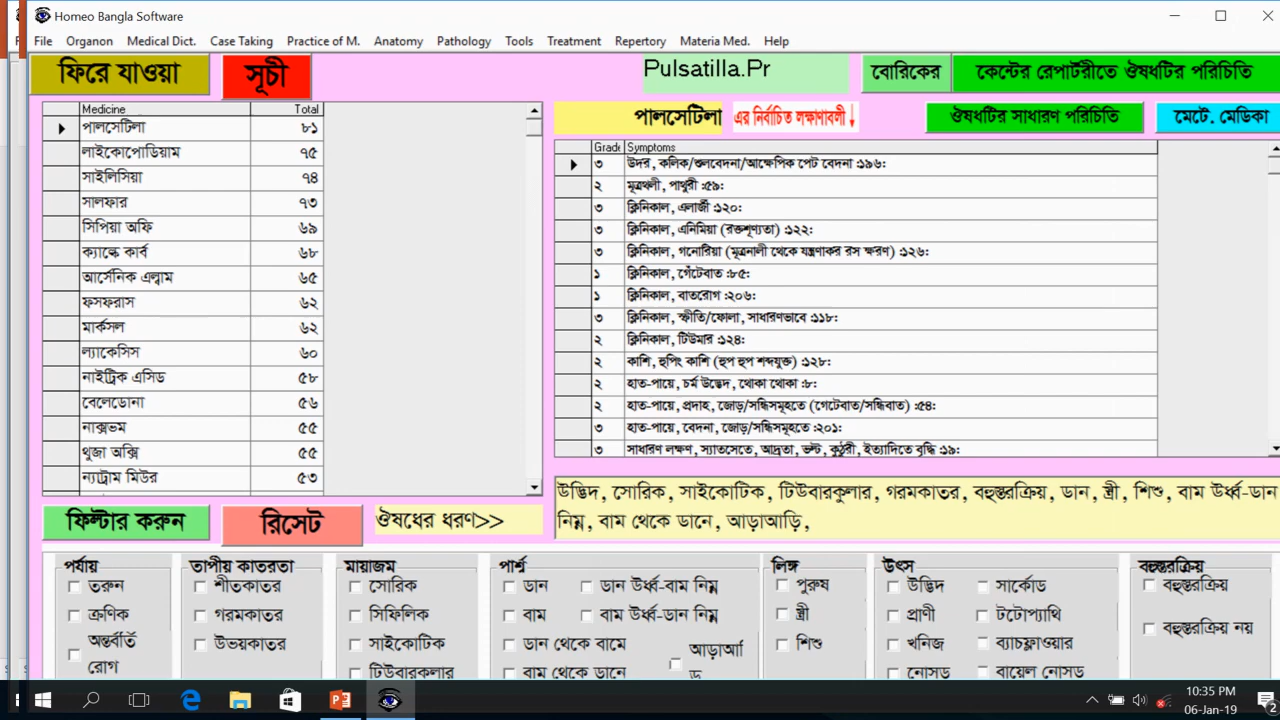 Homeo Bangla Software
File Organon Medical Dict. Case Taking Practice of M. Anatomy Pathology Tools Treatment Repertory Materia Med. Help
ফিরে যাওয়া সূচী Pulsatilla.Pr বোরিকের কেন্টের রেপার্টরীতে ঔষধটির পরিচিতি
পালসেটিলা এর নির্বাচিত লক্ষাণাবলী ↓ ঔষধটির সাধারণ পরিচিতি মেটে. মেডিকা
Medicine Total
পালসেটিলা ৮১
লাইকোপোডিয়াম ৭৫
সাইলিসিয়া ৭৪
সালফার ৭৩
সিপিয়া অফি ৬৯
ক্যাল্কে কার্ব ৬৮
আর্সেনিক এল্বাম ৬৫
ফসফরাস ৬২
মার্কসল ৬২
ল্যাকেসিস ৬০
নাইট্রিক এসিড ৫৮
বেলেডোনা ৫৬
নাক্সভম ৫৫
থুজা অক্সি ৫৫
ন্যাট্রাম মিউর ৫৩
Grade Symptoms
৩ উদর, কলিক/শুলবেদনা/আক্ষেপিক পেট বেদনা :১৯৬:
২ মূত্রথলী, পাথুরী :৫৯:
৩ ক্লিনিকাল, এলার্জী :১২০:
৩ ক্লিনিকাল, এনিমিয়া (রক্তশূণ্যতা) :১২২:
৩ ক্লিনিকাল, গনোরিয়া (মূত্রনালী থেকে যন্ত্রণাকর রস ক্ষরণ) :১২৬:
১ ক্লিনিকাল, গেঁটেবাত :৮৫:
১ ক্লিনিকাল, বাতরোগ :২০৬:
৩ ক্লিনিকাল, স্ফীতি/ফোলা, সাধারণভাবে :১১৮:
২ ক্লিনিকাল, টিউমার :১২৪:
২ কাশি, হুপিং কাশি (হুপ হুপ শব্দযুক্ত) :১২৮:
২ হাত-পায়ে, চর্ম উদ্ভেদ, থোকা থোকা :৮:
২ হাত-পায়ে, প্রদাহ, জোড়/সন্ধিসমূহতে (গেটেবাত/সন্ধিবাত) :৫৪:
৩ হাত-পায়ে, বেদনা, জোড়/সন্ধিসমূহতে :২০১:
৩ সাধারণ লক্ষণ, স্যাতসেতে, আদ্রতা, ভল্ট, কুঠুরী, ইত্যাদিতে বৃদ্ধি :১৯:
উদ্ভিদ, সোরিক, সাইকোটিক, টিউবারকুলার, গরমকাতর, বহুস্তরক্রিয়, ডান, স্ত্রী, শিশু, বাম উর্ধ্ব-ডান
নিম্ন, বাম থেকে ডানে, আড়াআড়ি,
ফিল্টার করুন রিসেট ঔষধের ধরণ>>
পর্যায় তাপীয় কাতরতা মায়াজম পার্শ্ব লিঙ্গ উৎস বহুস্তরক্রিয়
তরুন শীতকাতর সোরিক ডান ডান উর্ধ্ব-বাম নিম্ন পুরুষ উদ্ভিদ সার্কোড বহুস্তরক্রিয়
ক্রণিক গরমকাতর সিফিলিক বাম বাম উর্ধ্ব-ডান নিম্ন স্ত্রী প্রাণী টটোপ্যাথি বহুস্তরক্রিয় নয়
অন্তর্বর্তি রোগ উভয়কাতর সাইকোটিক ডান থেকে বামে আড়াআড়ি শিশু খনিজ ব্যাচফ্লাওয়ার
টিউবারকুলার বাম থেকে ডানে নোসড বায়েল নোসড
10:35 PM
06-Jan-19
2